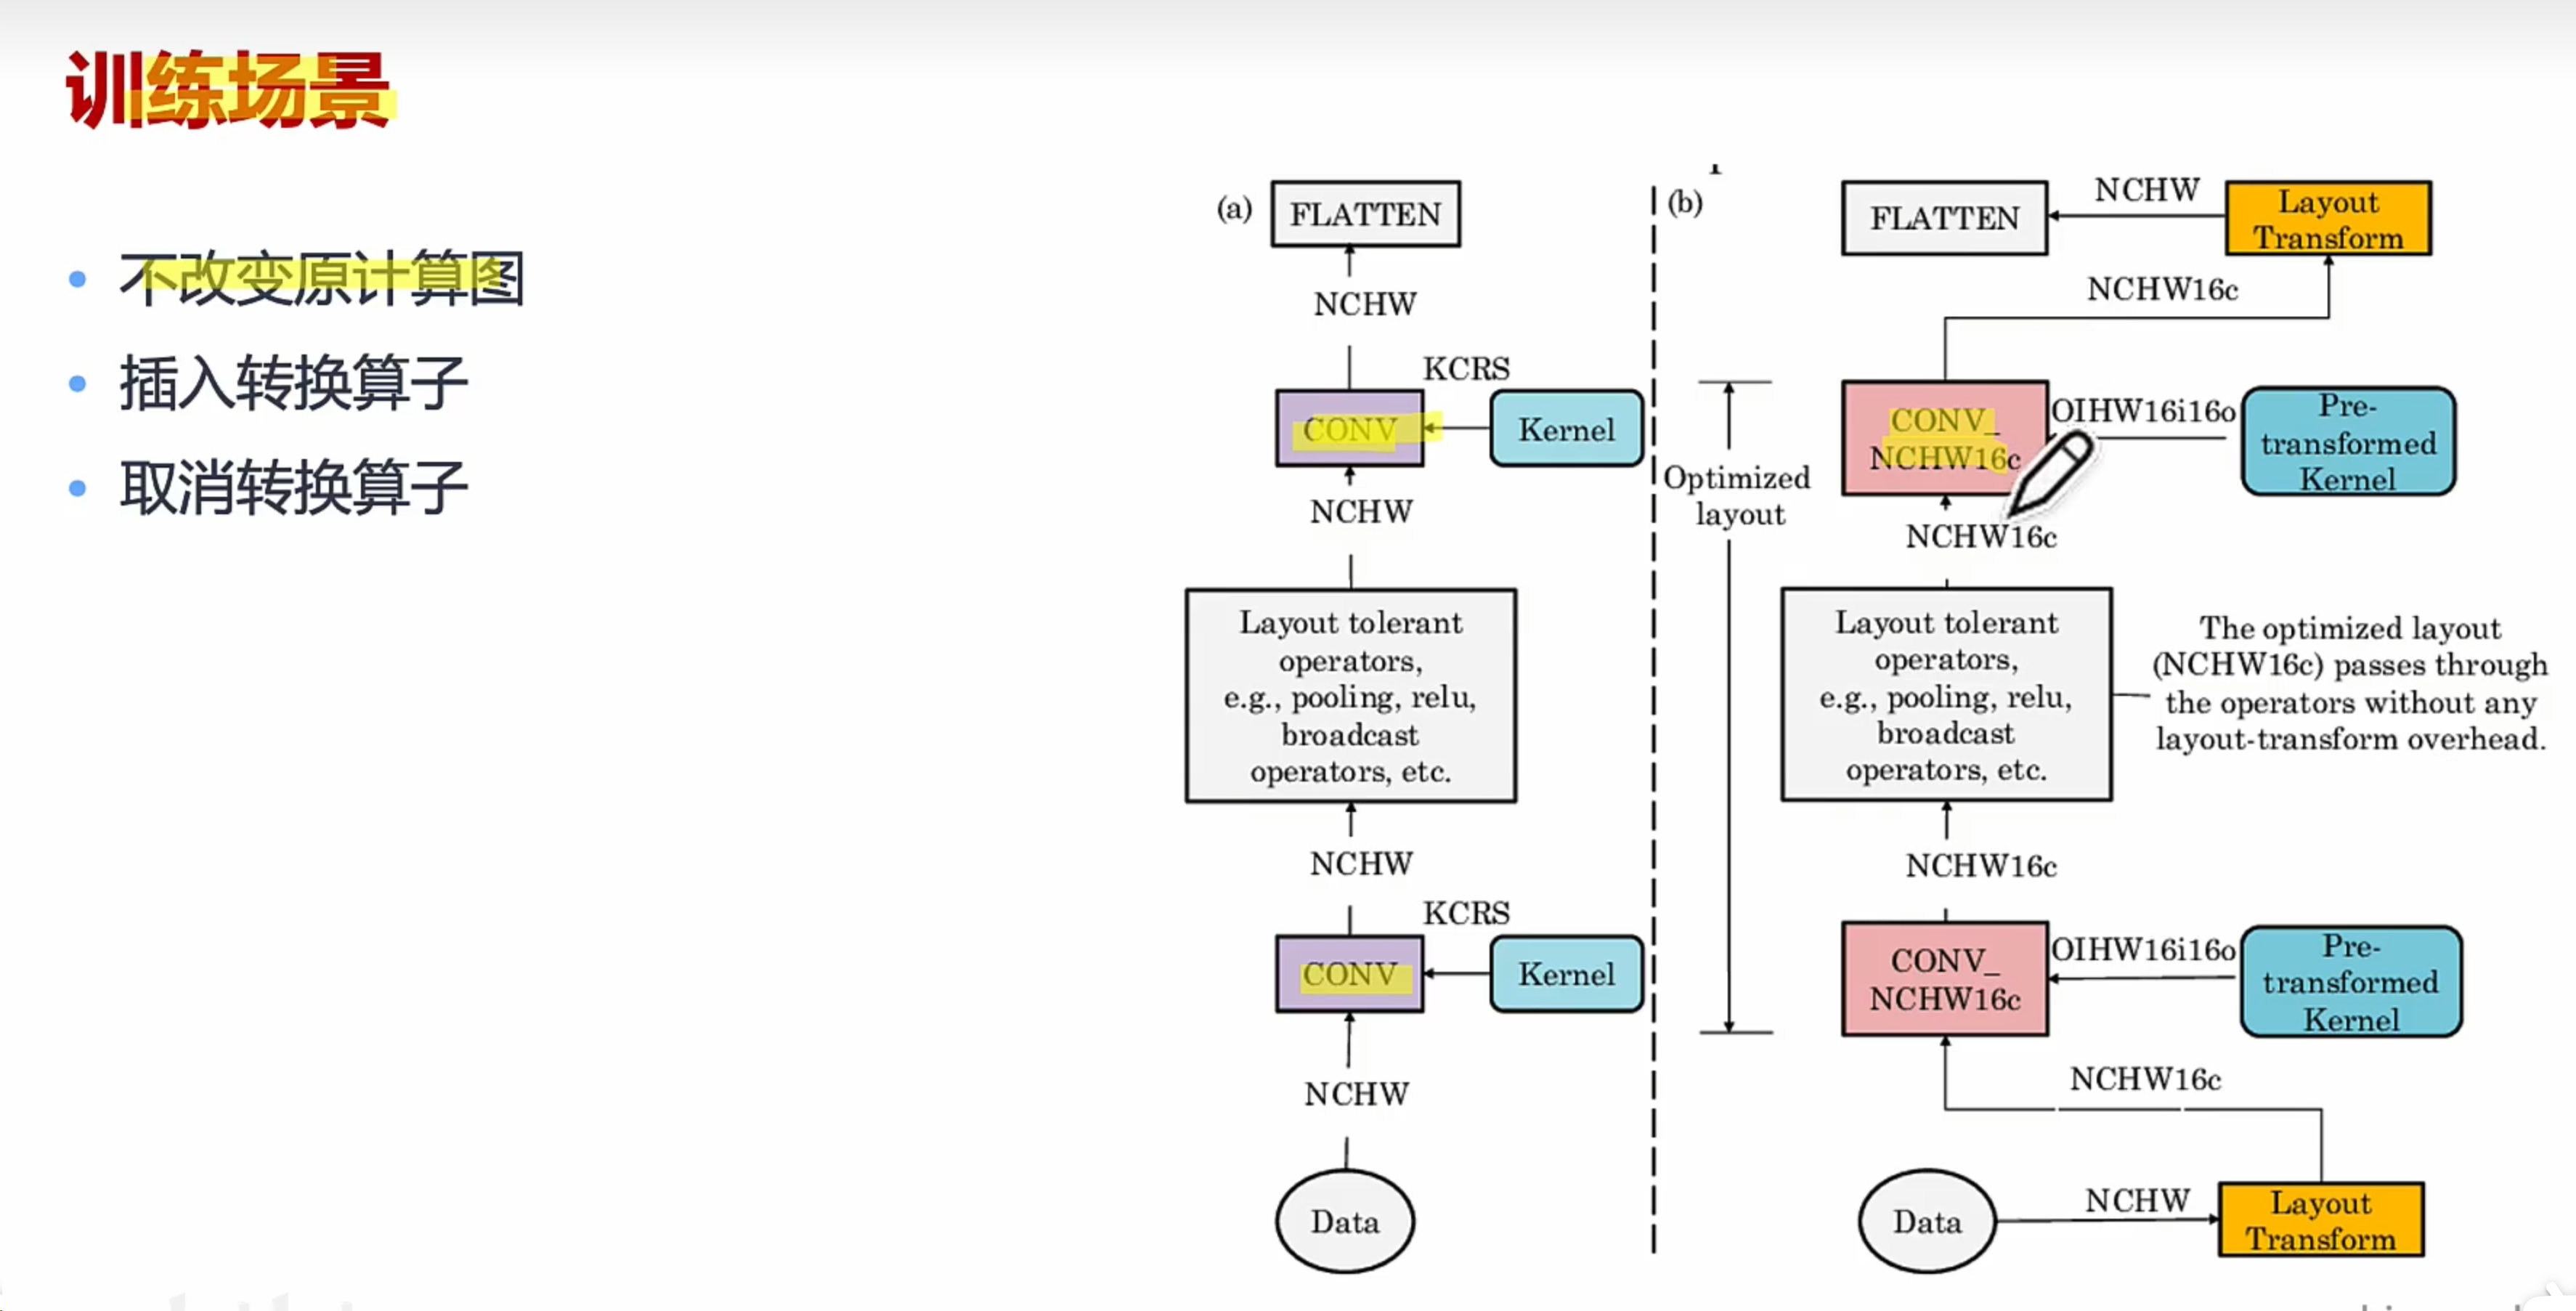 训练场景
不改变原计算图
插入转换算子
取消转换算子
(a)
FLATTEN
NCHW
KCRS
CONV
Kernel
NCHW
Layout tolerant
operators,
e.g., pooling, relu,
broadcast
operators, etc.
NCHW
KCRS
CONV
Kernel
NCHW
Data
(b)
FLATTEN
NCHW
Layout
Transform
NCHW16c
Optimized
layout
CONV_
NCHW16c
OIHW16i16o
Pre-
transformed
Kernel
NCHW16c
Layout tolerant
operators,
e.g., pooling, relu,
broadcast
operators, etc.
The optimized layout
(NCHW16c) passes through
the operators without any
layout-transform overhead.
NCHW16c
CONV_
NCHW16c
OIHW16i16o
Pre-
transformed
Kernel
NCHW16c
Data
NCHW
Layout
Transform